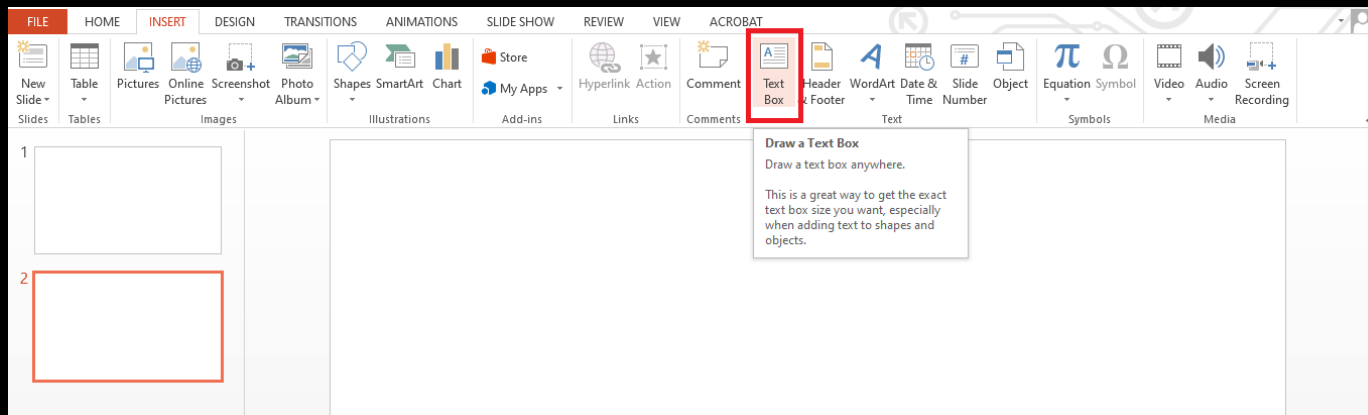 FILE HOME INSERT DESIGN TRANSITIONS ANIMATIONS SLIDE SHOW REVIEW VIEW ACROBAT
New Slide
Table
Pictures
Online Pictures
Screenshot
Photo Album
Shapes
SmartArt
Chart
Store
My Apps
Hyperlink
Action
Comment
Text Box
Header & Footer
WordArt
Date & Time
Slide Number
#
Object
π
Equation
Ω
Symbol
Video
Audio
Screen Recording
Slides Tables Images Illustrations Add-ins Links Comments Text Symbols Media
1
2
Draw a Text Box
Draw a text box anywhere.
This is a great way to get the exact
text box size you want, especially
when adding text to shapes and
objects.